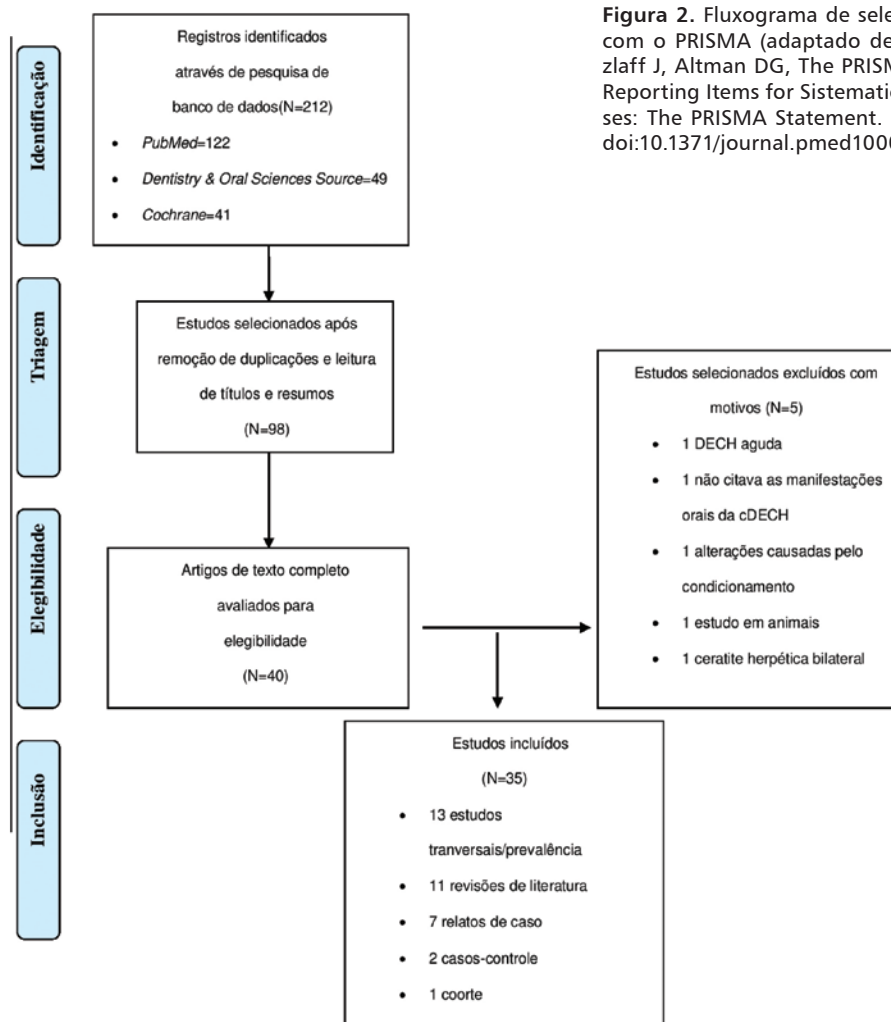 Identificação
Registros identificados
através de pesquisa de
banco de dados(N=212)
• PubMed=122
• Dentistry & Oral Sciences Source=49
• Cochrane=41
Figura 2. Fluxograma de sele
com o PRISMA (adaptado de
zlaff J, Altman DG, The PRISM
Reporting Items for Sistematic
ses: The PRISMA Statement.
doi:10.1371/journal.pmed100
Triagem
Estudos selecionados após
remoção de duplicações e leitura
de títulos e resumos
(N=98)
Elegibilidade
Artigos de texto completo
avaliados para
elegibilidade
(N=40)
Estudos selecionados excluídos com
motivos (N=5)
• 1 DECH aguda
• 1 não citava as manifestações
orais da cDECH
• 1 alterações causadas pelo
condicionamento
• 1 estudo em animais
• 1 ceratite herpética bilateral
Inclusão
Estudos incluídos
(N=35)
• 13 estudos
tranversais/prevalência
• 11 revisões de literatura
• 7 relatos de caso
• 2 casos-controle
• 1 coorte